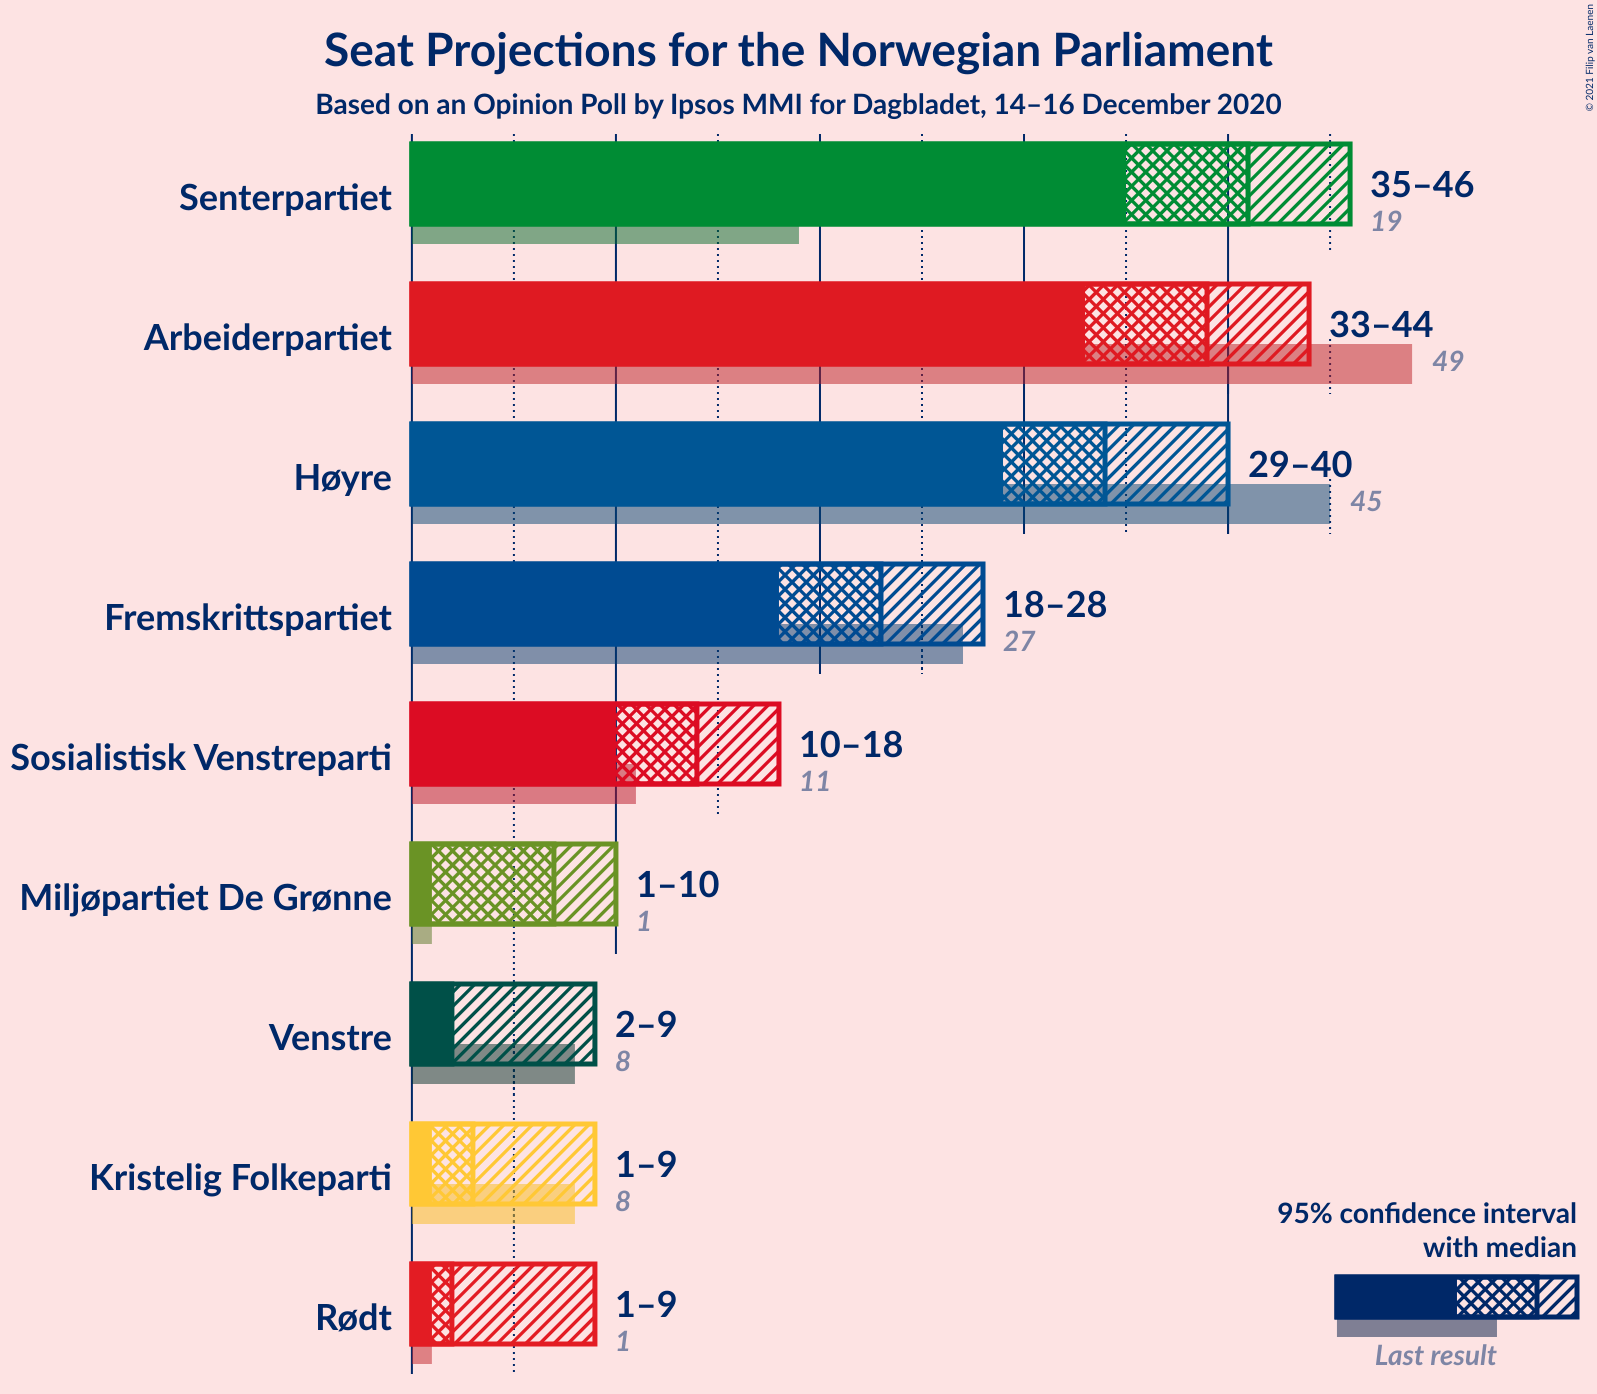 Seat Projections for the Norwegian Parliament
Based on an Opinion Poll by Ipsos MMI for Dagbladet, 14–16 December 2020
© 2021 Filip van Laenen
Senterpartiet
35–46
19
Arbeiderpartiet
33–44
49
Høyre
29–40
45
Fremskrittspartiet
18–28
27
Sosialistisk Venstreparti
10–18
11
Miljøpartiet De Grønne
1–10
1
Venstre
2–9
8
Kristelig Folkeparti
1–9
8
Rødt
1–9
1
95% confidence interval
with median
Last result